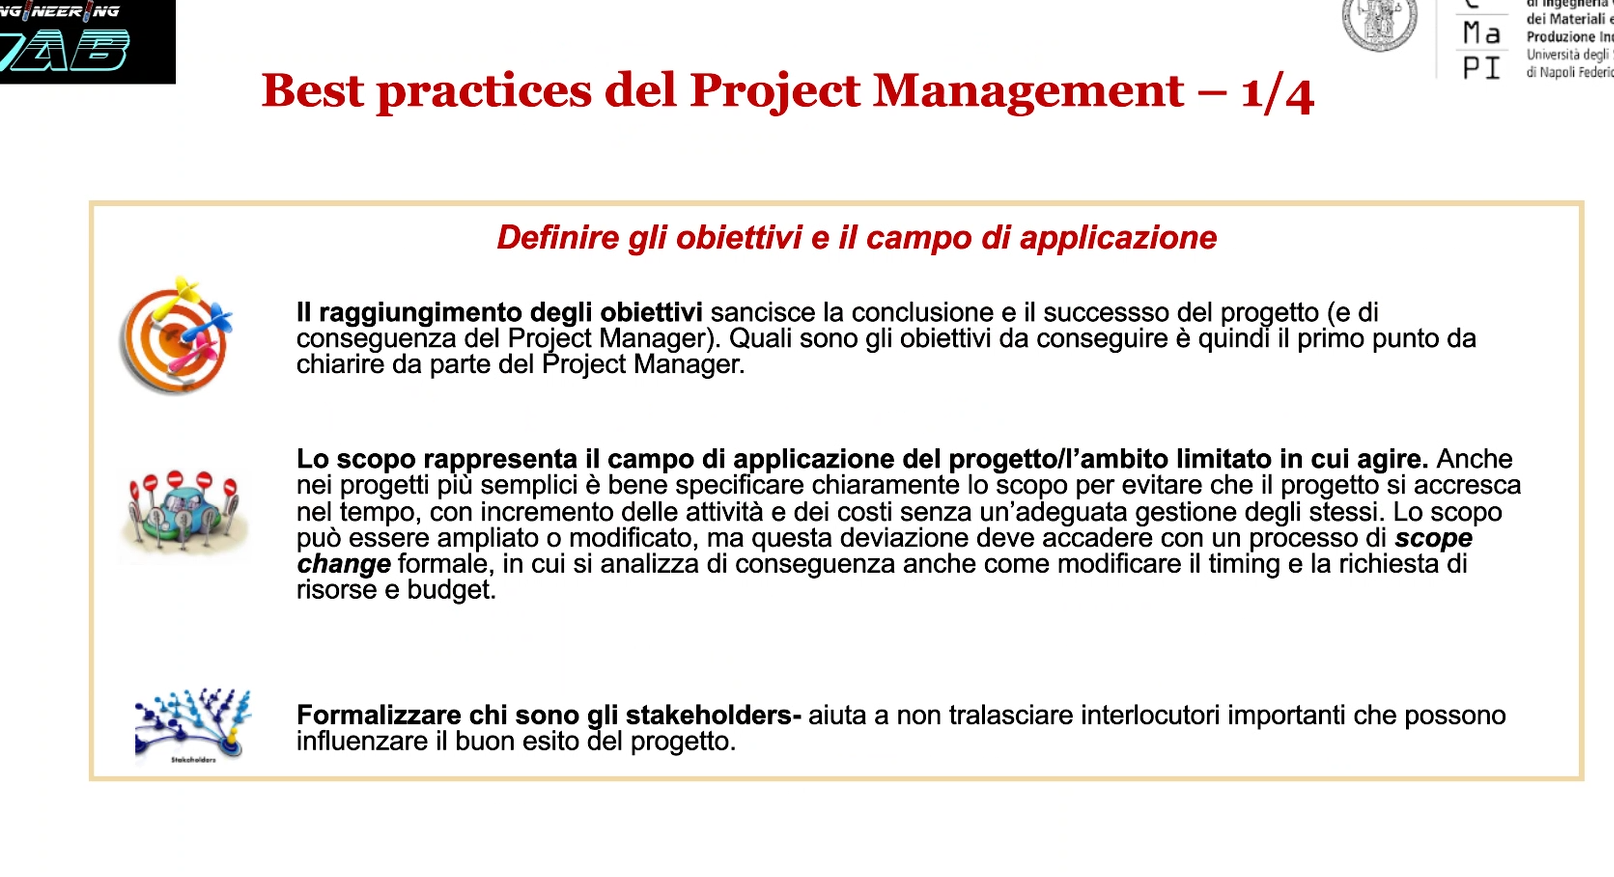 NG|NEER|NG
AB
Ma
PI
dei Materiali e
Produzione
Università degli
di Napoli
Best practices del Project Management – 1/4
Definire gli obiettivi e il campo di applicazione
Il raggiungimento degli obiettivi sancisce la conclusione e il successso del progetto (e di
conseguenza del Project Manager). Quali sono gli obiettivi da conseguire è quindi il primo punto da
chiarire da parte del Project Manager.
Lo scopo rappresenta il campo di applicazione del progetto/l’ambito limitato in cui agire. Anche
nei progetti più semplici è bene specificare chiaramente lo scopo per evitare che il progetto si accresca
nel tempo, con incremento delle attività e dei costi senza un’adeguata gestione degli stessi. Lo scopo
può essere ampliato o modificato, ma questa deviazione deve accadere con un processo di scope
change formale, in cui si analizza di conseguenza anche come modificare il timing e la richiesta di
risorse e budget.
Formalizzare chi sono gli stakeholders- aiuta a non tralasciare interlocutori importanti che possono
influenzare il buon esito del progetto.
Stakeholders